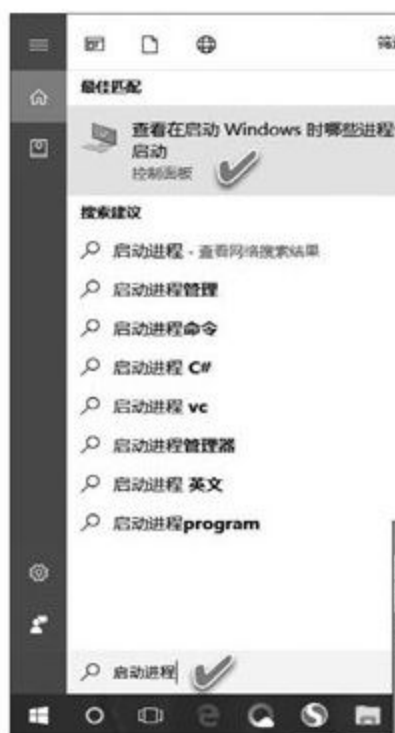 最佳匹配
查看在启动 Windows 时哪些进程
启动
控制面板
搜索建议
启动进程 - 查看网络搜索结果
启动进程管理
启动进程命令
启动进程 C#
启动进程 vc
启动进程管理器
启动进程 英文
启动进程program
启动进程